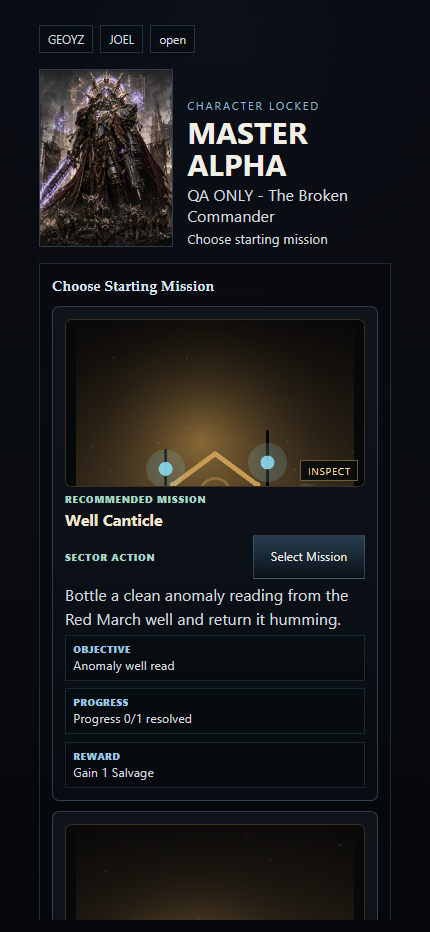 GEOYZ JOEL open
CHARACTER LOCKED
MASTER
ALPHA
QA ONLY - The Broken
Commander
Choose starting mission
Choose Starting Mission
INSPECT
RECOMMENDED MISSION
Well Canticle
SECTOR ACTION
Select Mission
Bottle a clean anomaly reading from the
Red March well and return it humming.
OBJECTIVE
Anomaly well read
PROGRESS
Progress 0/1 resolved
REWARD
Gain 1 Salvage